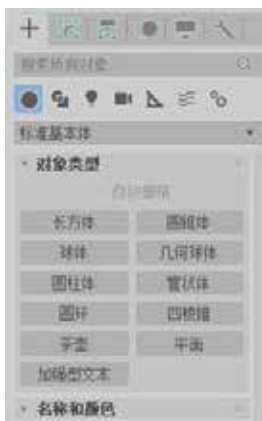 搜索所有对象
标准基本体
对象类型
自动栅格
长方体 圆锥体
球体 几何球体
圆柱体 管状体
圆环 四棱锥
茶壶 平面
加强型文本
名称和颜色